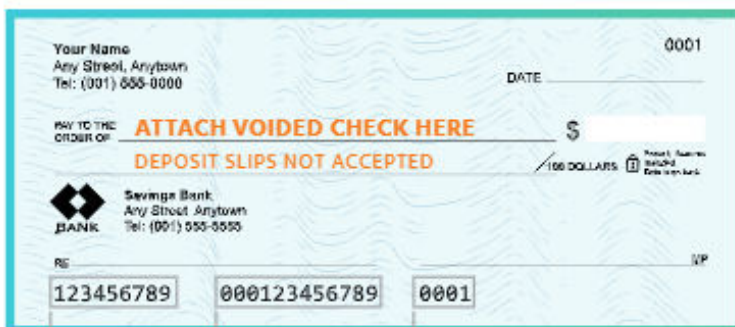 Your Name 0001
Any Street, Anytown
Tel: (001) 555-0000 DATE
PAY TO THE
ORDER OF ATTACH VOIDED CHECK HERE $
DEPOSIT SLIPS NOT ACCEPTED /100 DOLLARS
Savings Bank
Any Street Anytown
BANK Tel: (001) 555-5555
RE MP
123456789 000123456789 0001